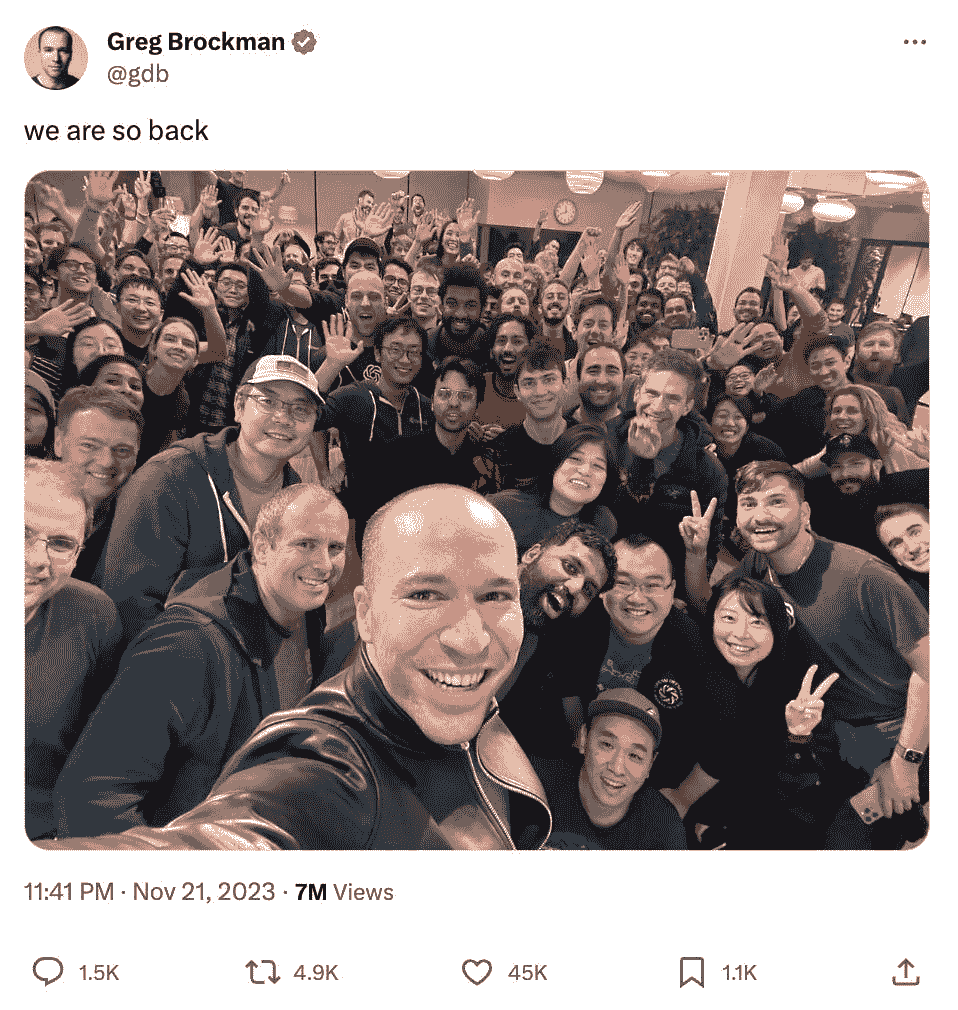 Greg Brockman
@gdb
we are so back
11:41 PM · Nov 21, 2023 · 7M Views
1.5K
4.9K
45K
1.1K